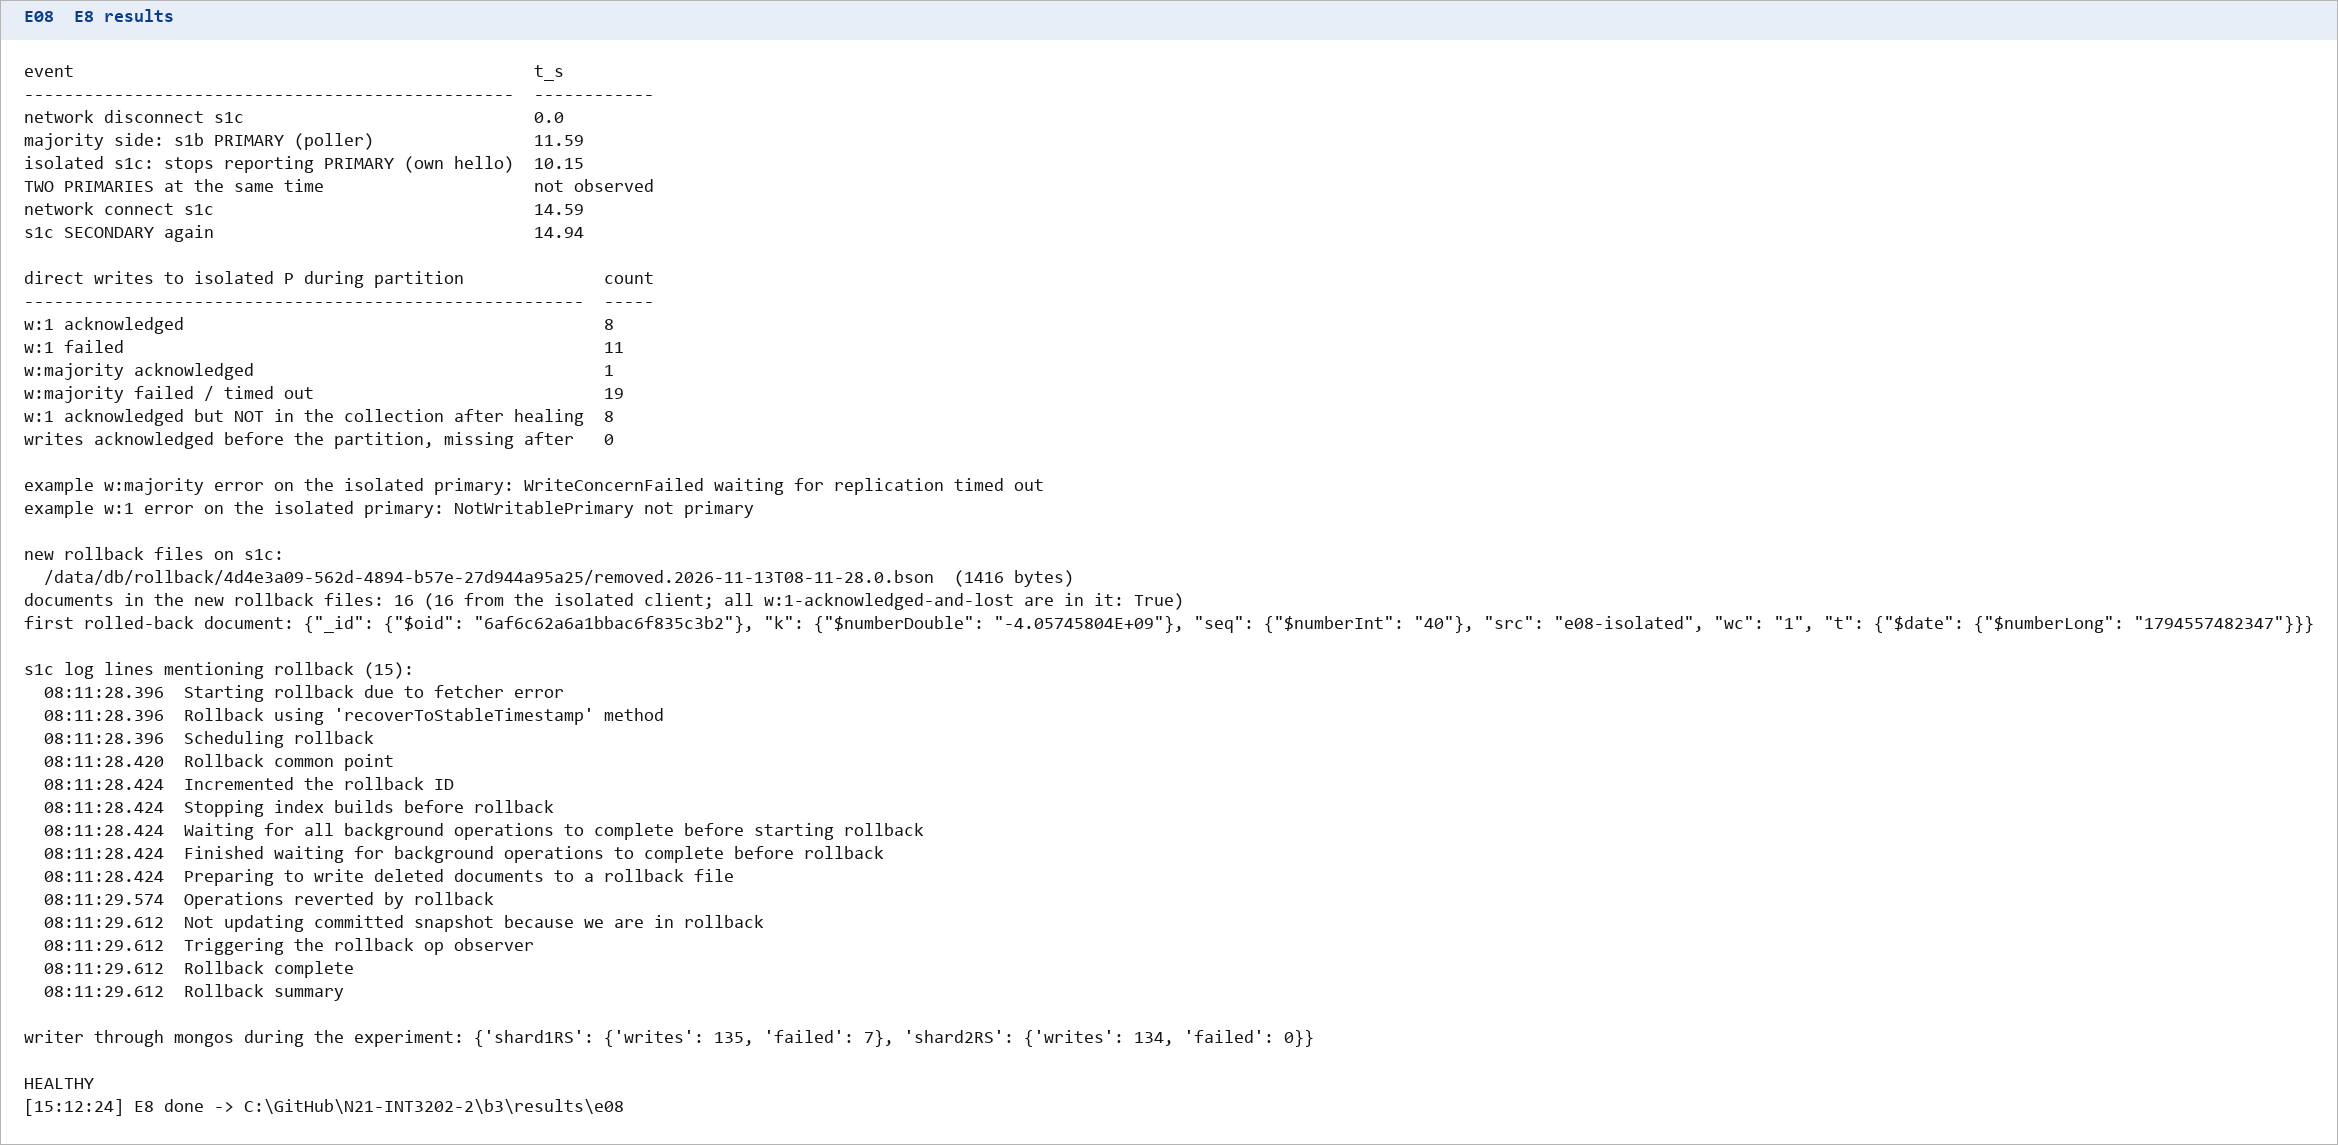 E08  E8 results
event                                              t_s
-------------------------------------------------  ------------
network disconnect s1c                             0.0
majority side: s1b PRIMARY (poller)                11.59
isolated s1c: stops reporting PRIMARY (own hello)  10.15
TWO PRIMARIES at the same time                     not observed
network connect s1c                                14.59
s1c SECONDARY again                                14.94
direct writes to isolated P during partition              count
--------------------------------------------------------  -----
w:1 acknowledged                                          8
w:1 failed                                                11
w:majority acknowledged                                   1
w:majority failed / timed out                             19
w:1 acknowledged but NOT in the collection after healing  8
writes acknowledged before the partition, missing after   0
example w:majority error on the isolated primary: WriteConcernFailed waiting for replication timed out
example w:1 error on the isolated primary: NotWritablePrimary not primary
new rollback files on s1c:
  /data/db/rollback/4d4e3a09-562d-4894-b57e-27d944a95a25/removed.2026-11-13T08-11-28.0.bson  (1416 bytes)
documents in the new rollback files: 16 (16 from the isolated client; all w:1-acknowledged-and-lost are in it: True)
first rolled-back document: {"_id": {"$oid": "6af6c62a6a1bbac6f835c3b2"}, "k": {"$numberDouble": "-4.05745804E+09"}, "seq": {"$numberInt": "40"}, "src": "e08-isolated", "wc": "1", "t": {"$date": {"$numberLong": "1794557482347"}}}
s1c log lines mentioning rollback (15):
  08:11:28.396  Starting rollback due to fetcher error
  08:11:28.396  Rollback using 'recoverToStableTimestamp' method
  08:11:28.396  Scheduling rollback
  08:11:28.420  Rollback common point
  08:11:28.424  Incremented the rollback ID
  08:11:28.424  Stopping index builds before rollback
  08:11:28.424  Waiting for all background operations to complete before starting rollback
  08:11:28.424  Finished waiting for background operations to complete before rollback
  08:11:28.424  Preparing to write deleted documents to a rollback file
  08:11:29.574  Operations reverted by rollback
  08:11:29.612  Not updating committed snapshot because we are in rollback
  08:11:29.612  Triggering the rollback op observer
  08:11:29.612  Rollback complete
  08:11:29.612  Rollback summary
writer through mongos during the experiment: {'shard1RS': {'writes': 135, 'failed': 7}, 'shard2RS': {'writes': 134, 'failed': 0}}
HEALTHY
[15:12:24] E8 done -> C:\GitHub\N21-INT3202-2\b3\results\e08